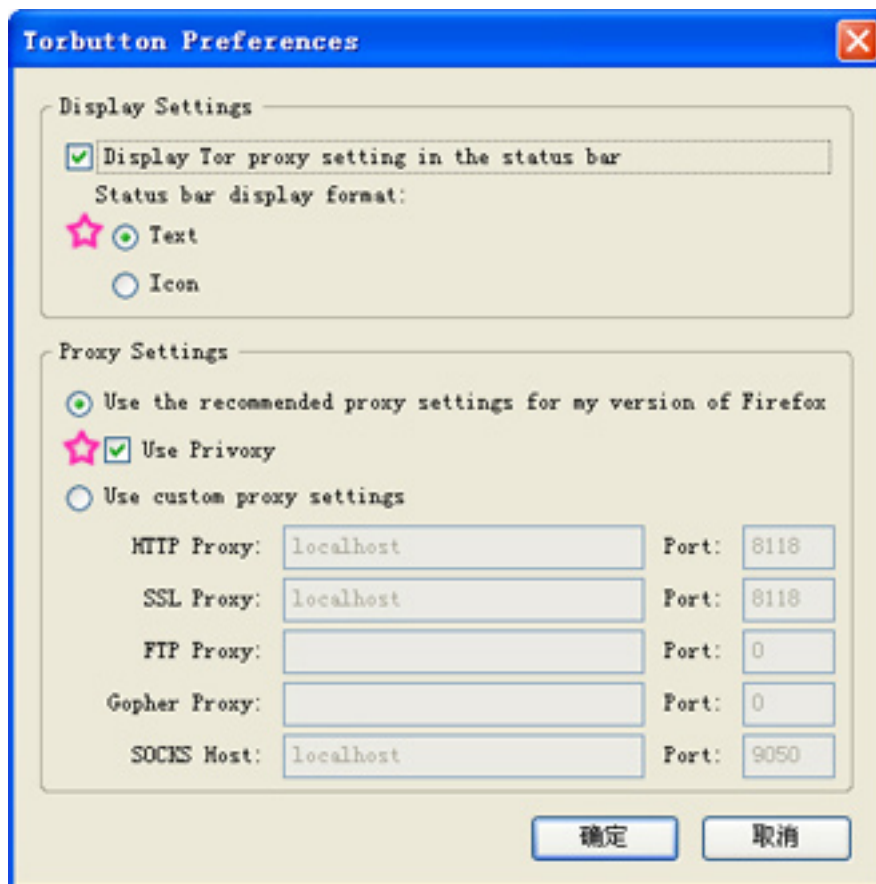 Torbutton Preferences
Display Settings
Display Tor proxy setting in the status bar
Status bar display format:
Text
Icon
Proxy Settings
Use the recommended proxy settings for my version of Firefox
Use Privoxy
Use custom proxy settings
HTTP Proxy: localhost Port: 8118
SSL Proxy: localhost Port: 8118
FTP Proxy: Port: 0
Gopher Proxy: Port: 0
SOCKS Host: localhost Port: 9050
确定 取消